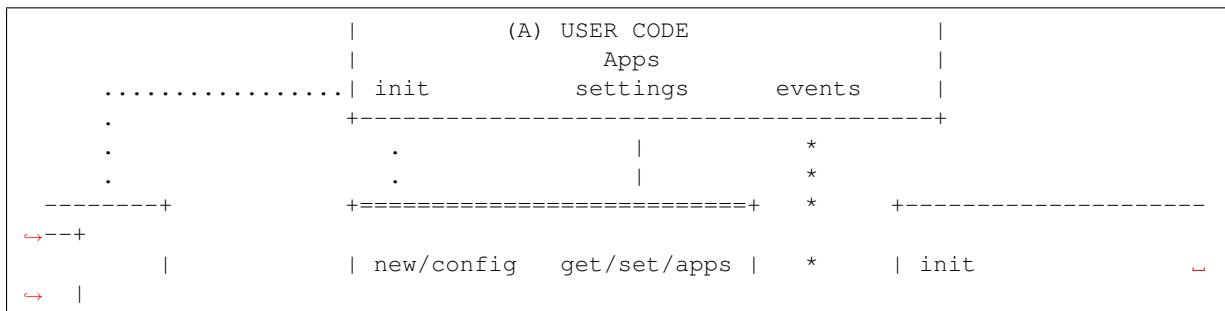 |          (A) USER CODE                 |
|                 Apps                   |
.................| init          settings      events     |
.                +----------------------------------------+
.                   .                |           *
.                   .                |           *
--------+            +===========================+   *     +-----------------------
↪--+
|            | new/config   get/set/apps |   *     | init                   ␣
↪   |